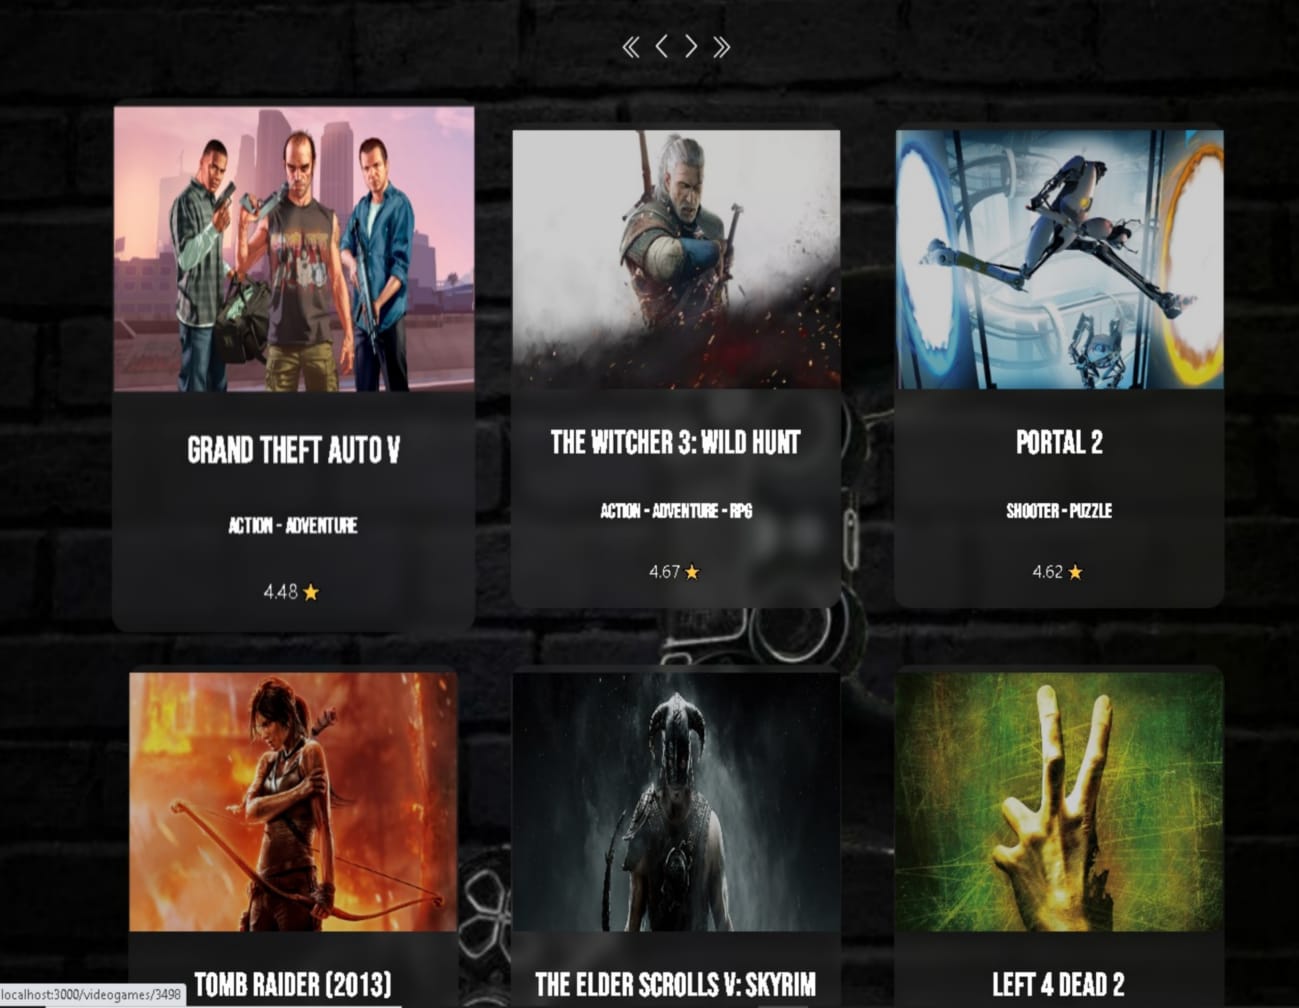 GRAND THEFT AUTO V
ACTION - ADVENTURE
4.48
THE WITCHER 3: WILD HUNT
ACTION - ADVENTURE - RPG
4.67
PORTAL 2
SHOOTER - PUZZLE
4.62
TOMB RAIDER (2013)
THE ELDER SCROLLS V: SKYRIM
LEFT 4 DEAD 2
localhost:3000/videogames/3498